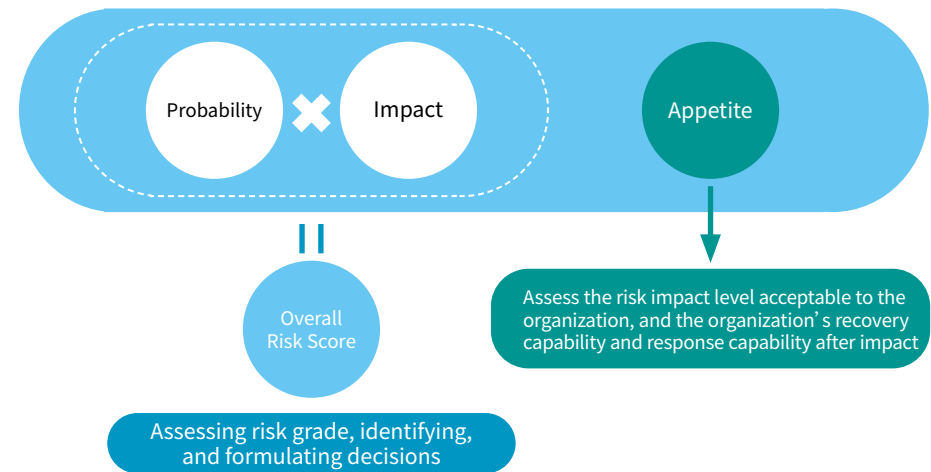 Probability
Impact
Appetite
Overall
Risk Score
Assess the risk impact level acceptable to the
organization, and the organization’s recovery
capability and response capability after impact
Assessing risk grade, identifying,
and formulating decisions